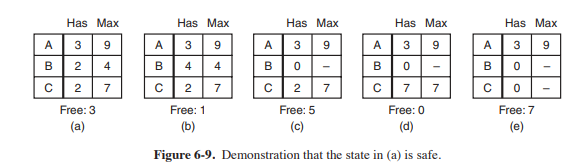 Has Max Has Max Has Max Has Max Has Max
A 3 9 A 3 9 A 3 9 A 3 9 A 3 9
B 2 4 B 4 4 B 0 – B 0 – B 0 –
C 2 7 C 2 7 C 2 7 C 7 7 C 0 –
Free: 3 Free: 1 Free: 5 Free: 0 Free: 7
(a) (b) (c) (d) (e)
Figure 6-9. Demonstration that the state in (a) is safe.